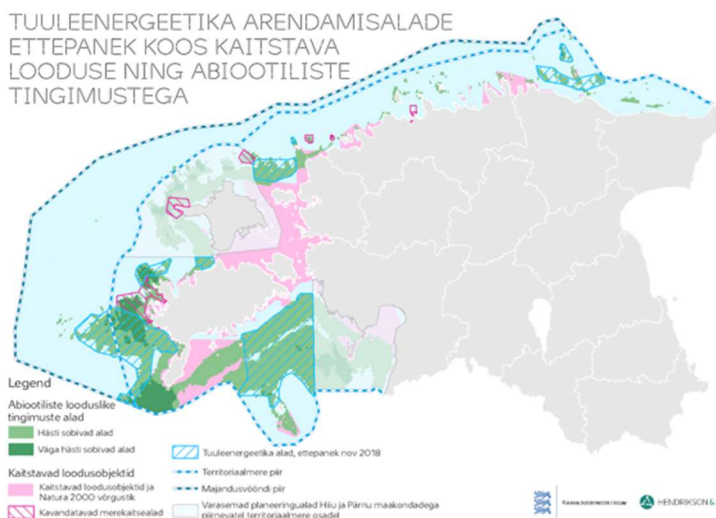 TUULEENERGEETIKA ARENDAMISALADE
ETTEPANEK KOOS KAITSTAVA
LOODUSE NING ABIOOTILISTE
TINGIMUSTEGA
Legend
Abiootiliste looduslike
tingimuste alad
Hästi sobivad alad
Väga hästi sobivad alad
Kaitstavad loodusobjektid
Kaitstavad loodusobjektid ja
Natura 2000 võrgustik
Kavandatavad merekaitsealad
Tuuleenergeetika alad, ettepanek nov 2018
Territoriaalmere piir
Majandusvööndi piir
Varasemad planeeringualad Hiiu ja Pärnu maakondadega
piirnevatel territoriaalmere osadel
RAHANDUSMINISTEERIUM
HENDRIKSON &